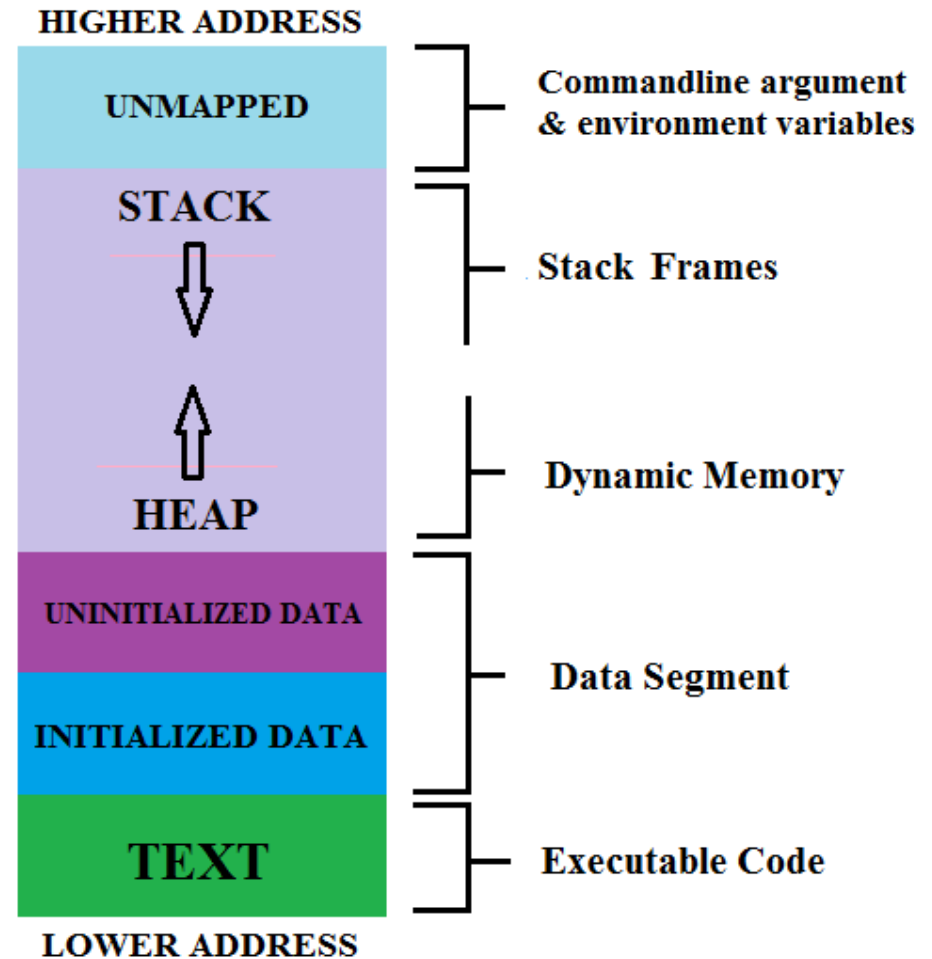 HIGHER ADDRESS
UNMAPPED
Commandline argument
& environment variables
STACK
Stack Frames
Dynamic Memory
HEAP
UNINITIALIZED DATA
Data Segment
INITIALIZED DATA
TEXT
Executable Code
LOWER ADDRESS